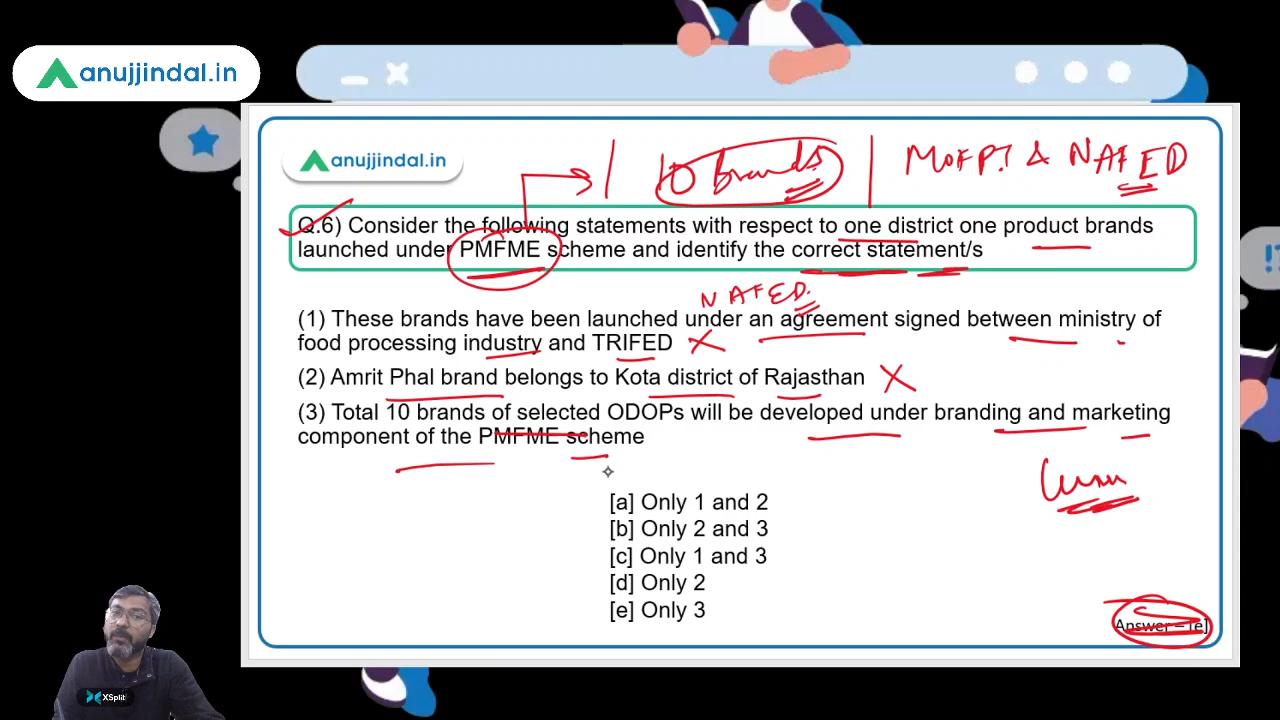 anujjindal.in
anujjindal.in
10 brands
MOFPI & NAFED
Q.6) Consider the following statements with respect to one district one product brands
launched under PMFME scheme and identify the correct statement/s
NAFED
(1) These brands have been launched under an agreement signed between ministry of
food processing industry and TRIFED
(2) Amrit Phal brand belongs to Kota district of Rajasthan
(3) Total 10 brands of selected ODOPs will be developed under branding and marketing
component of the PMFME scheme
[a] Only 1 and 2
[b] Only 2 and 3
[c] Only 1 and 3
[d] Only 2
[e] Only 3
Answer – [e]
XSplit